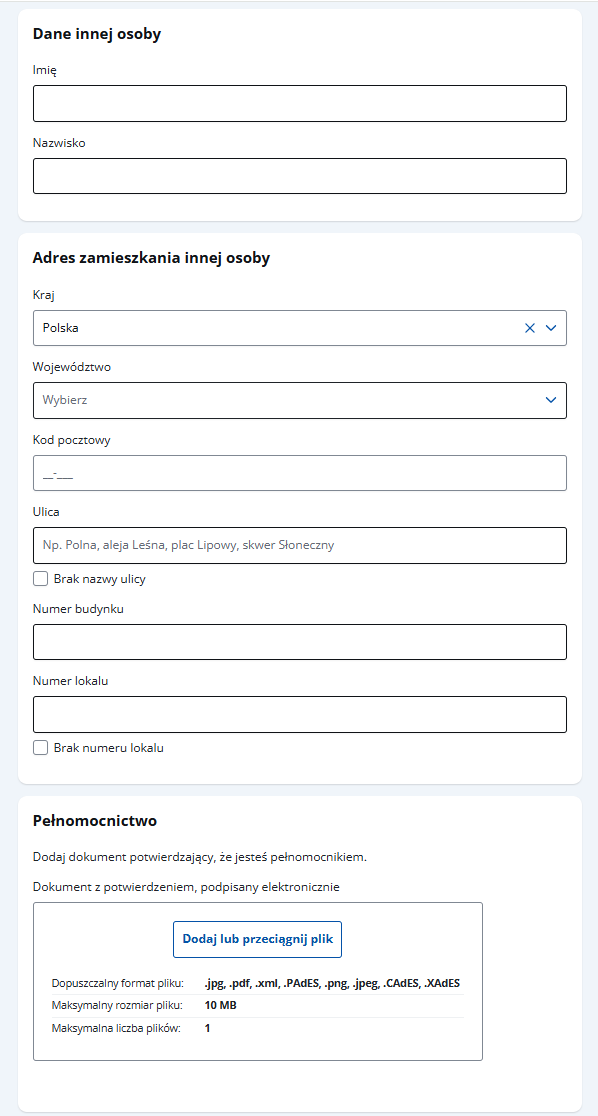 Dane innej osoby
Imię
Nazwisko
Adres zamieszkania innej osoby
Kraj
Polska
Województwo
Wybierz
Kod pocztowy
__-___
Ulica
Np. Polna, aleja Leśna, plac Lipowy, skwer Słoneczny
Brak nazwy ulicy
Numer budynku
Numer lokalu
Brak numeru lokalu
Pełnomocnictwo
Dodaj dokument potwierdzający, że jesteś pełnomocnikiem.
Dokument z potwierdzeniem, podpisany elektronicznie
Dodaj lub przeciągnij plik
Dopuszczalny format pliku: .jpg, .pdf, .xml, .PAdES, .png, .jpeg, .CAdES, .XAdES
Maksymalny rozmiar pliku: 10 MB
Maksymalna liczba plików: 1